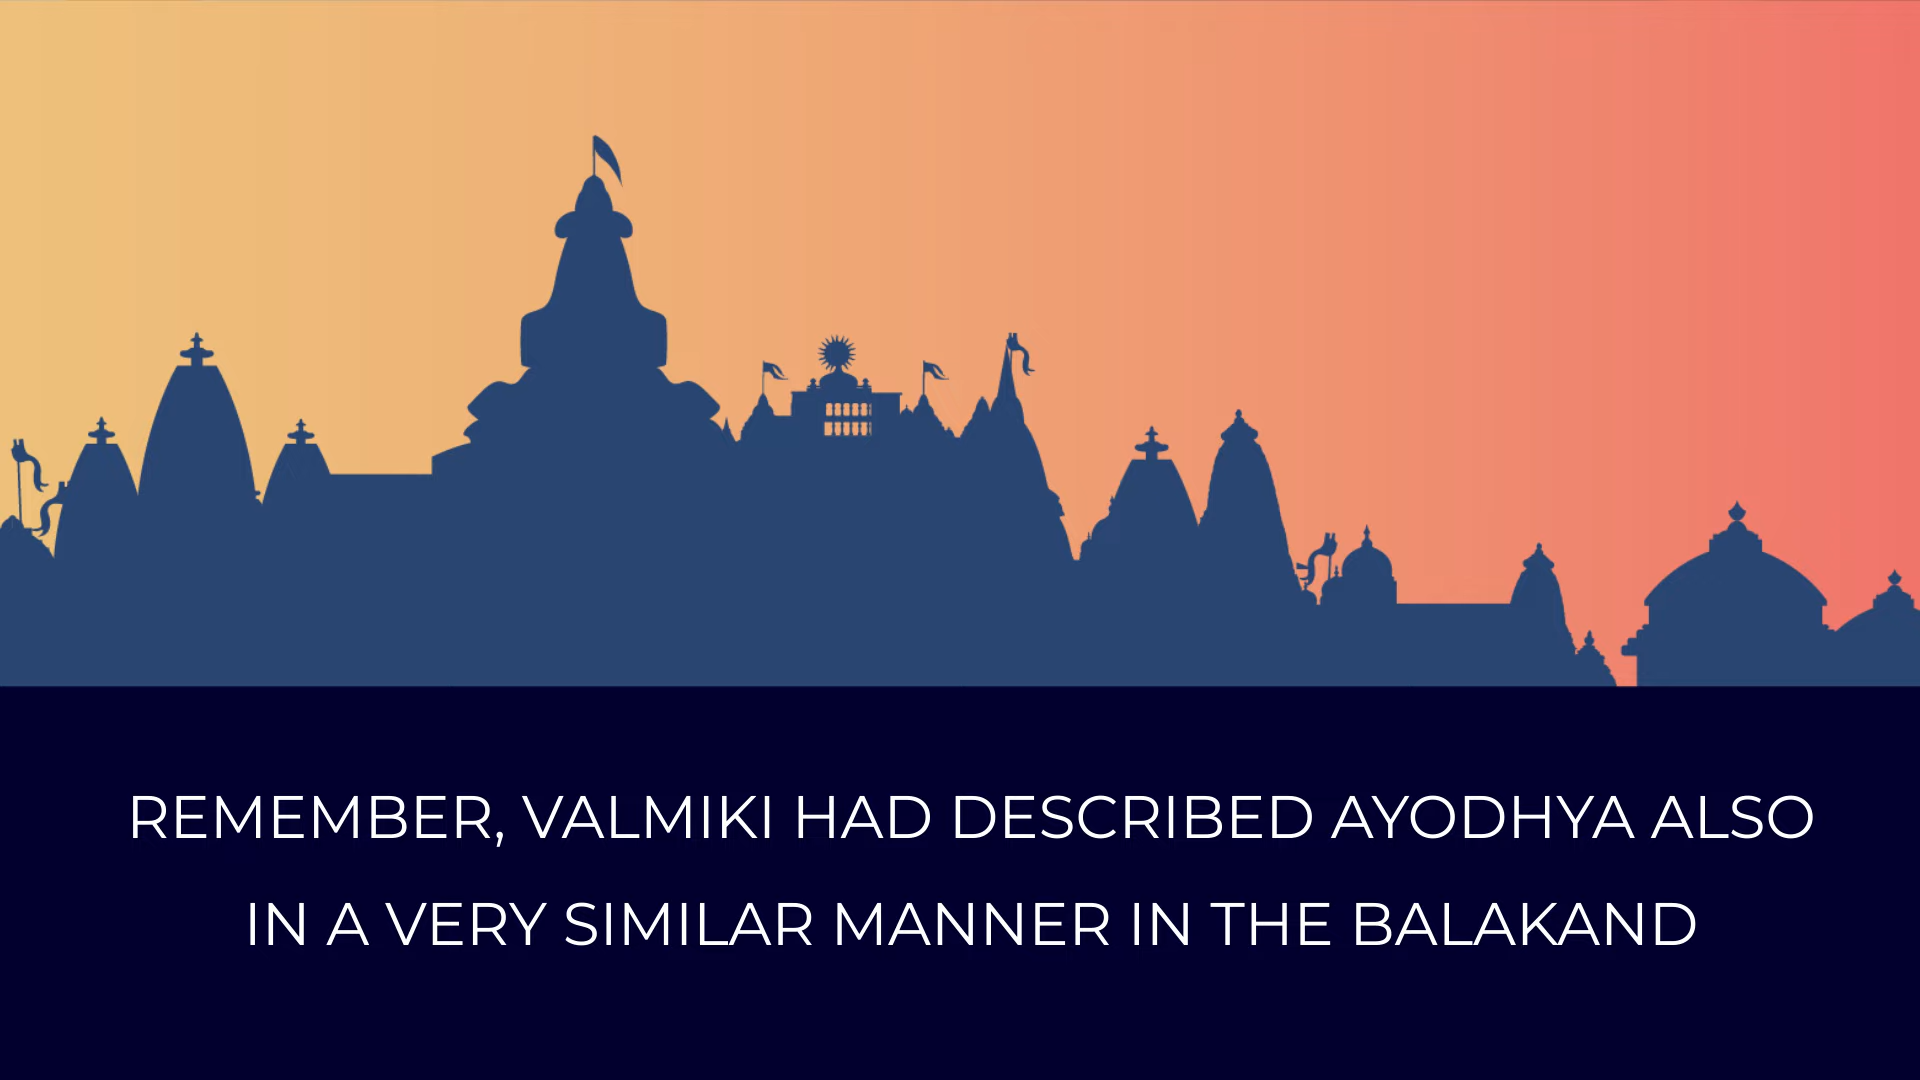 REMEMBER, VALMIKI HAD DESCRIBED AYODHYA ALSO
IN A VERY SIMILAR MANNER IN THE BALAKAND